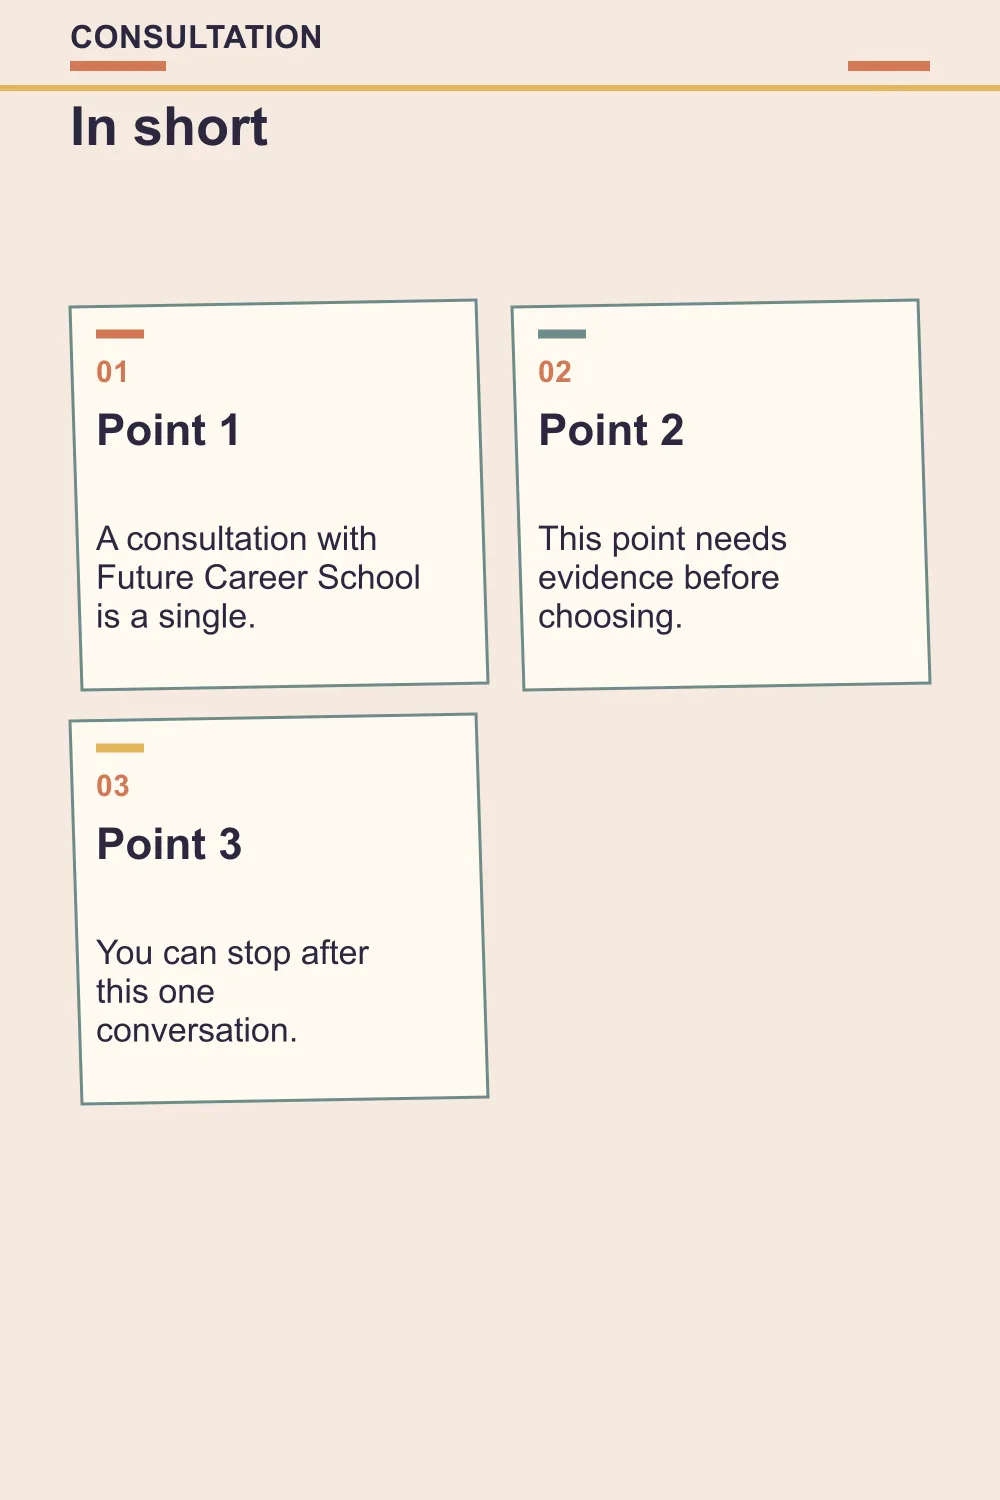 CONSULTATION
In short
01
Point 1
A consultation with
Future Career School
is a single.
02
Point 2
This point needs
evidence before
choosing.
03
Point 3
You can stop after
this one
conversation.